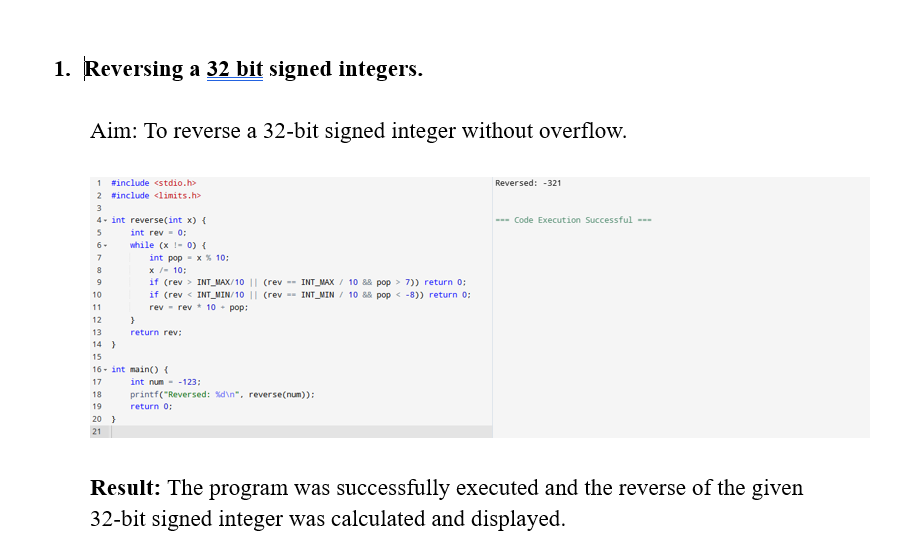 1. Reversing a 32 bit signed integers.
Aim: To reverse a 32-bit signed integer without overflow.
1 #include <stdio.h>
2 #include <limits.h>
3
4 - int reverse(int x) {
5 int rev = 0;
6 - while (x != 0) {
7 int pop = x % 10;
8 x /= 10;
9 if (rev > INT_MAX/10 || (rev == INT_MAX / 10 && pop > 7)) return 0;
10 if (rev < INT_MIN/10 || (rev == INT_MIN / 10 && pop < -8)) return 0;
11 rev = rev * 10 + pop;
12 }
13 return rev;
14 }
15
16 - int main() {
17 int num = -123;
18 printf("Reversed: %d\n", reverse(num));
19 return 0;
20 }
21
Reversed: -321
=== Code Execution Successful ===
Result: The program was successfully executed and the reverse of the given
32-bit signed integer was calculated and displayed.